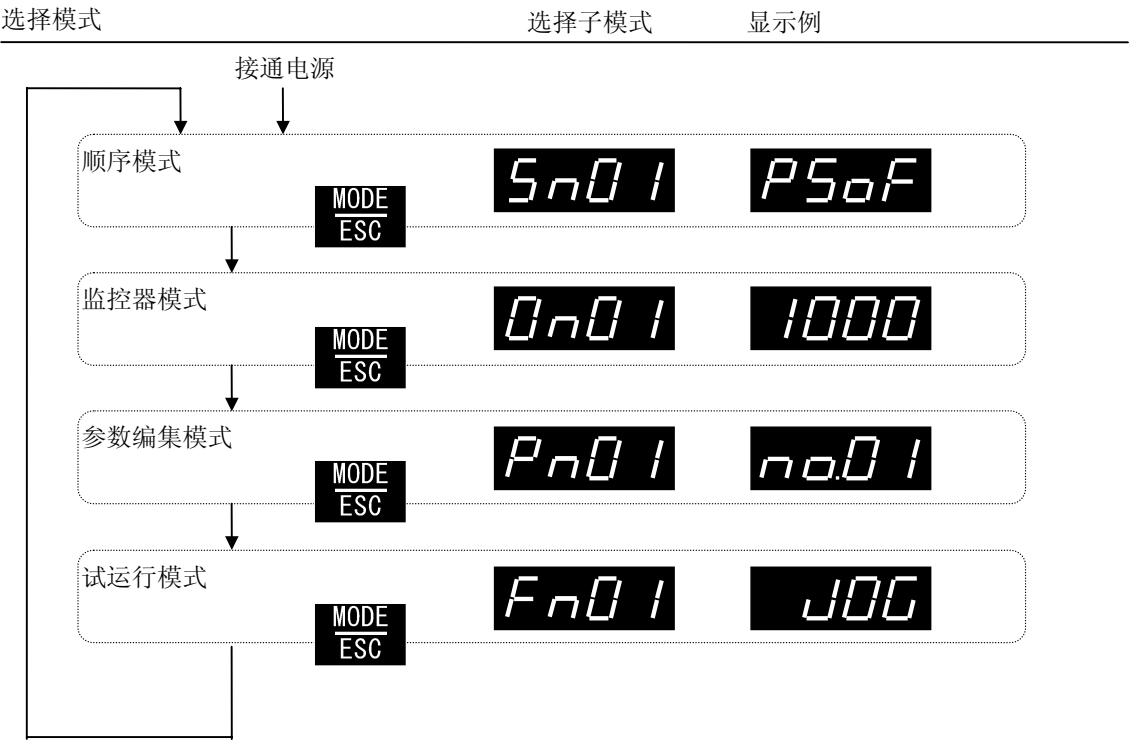 选择模式 选择子模式 显示例
接通电源
顺序模式
MODE
ESC
Sn01 PSoF
监控器模式
MODE
ESC
On01 1000
参数编集模式
MODE
ESC
Pn01 no.01
试运行模式
MODE
ESC
Fn01 JOG